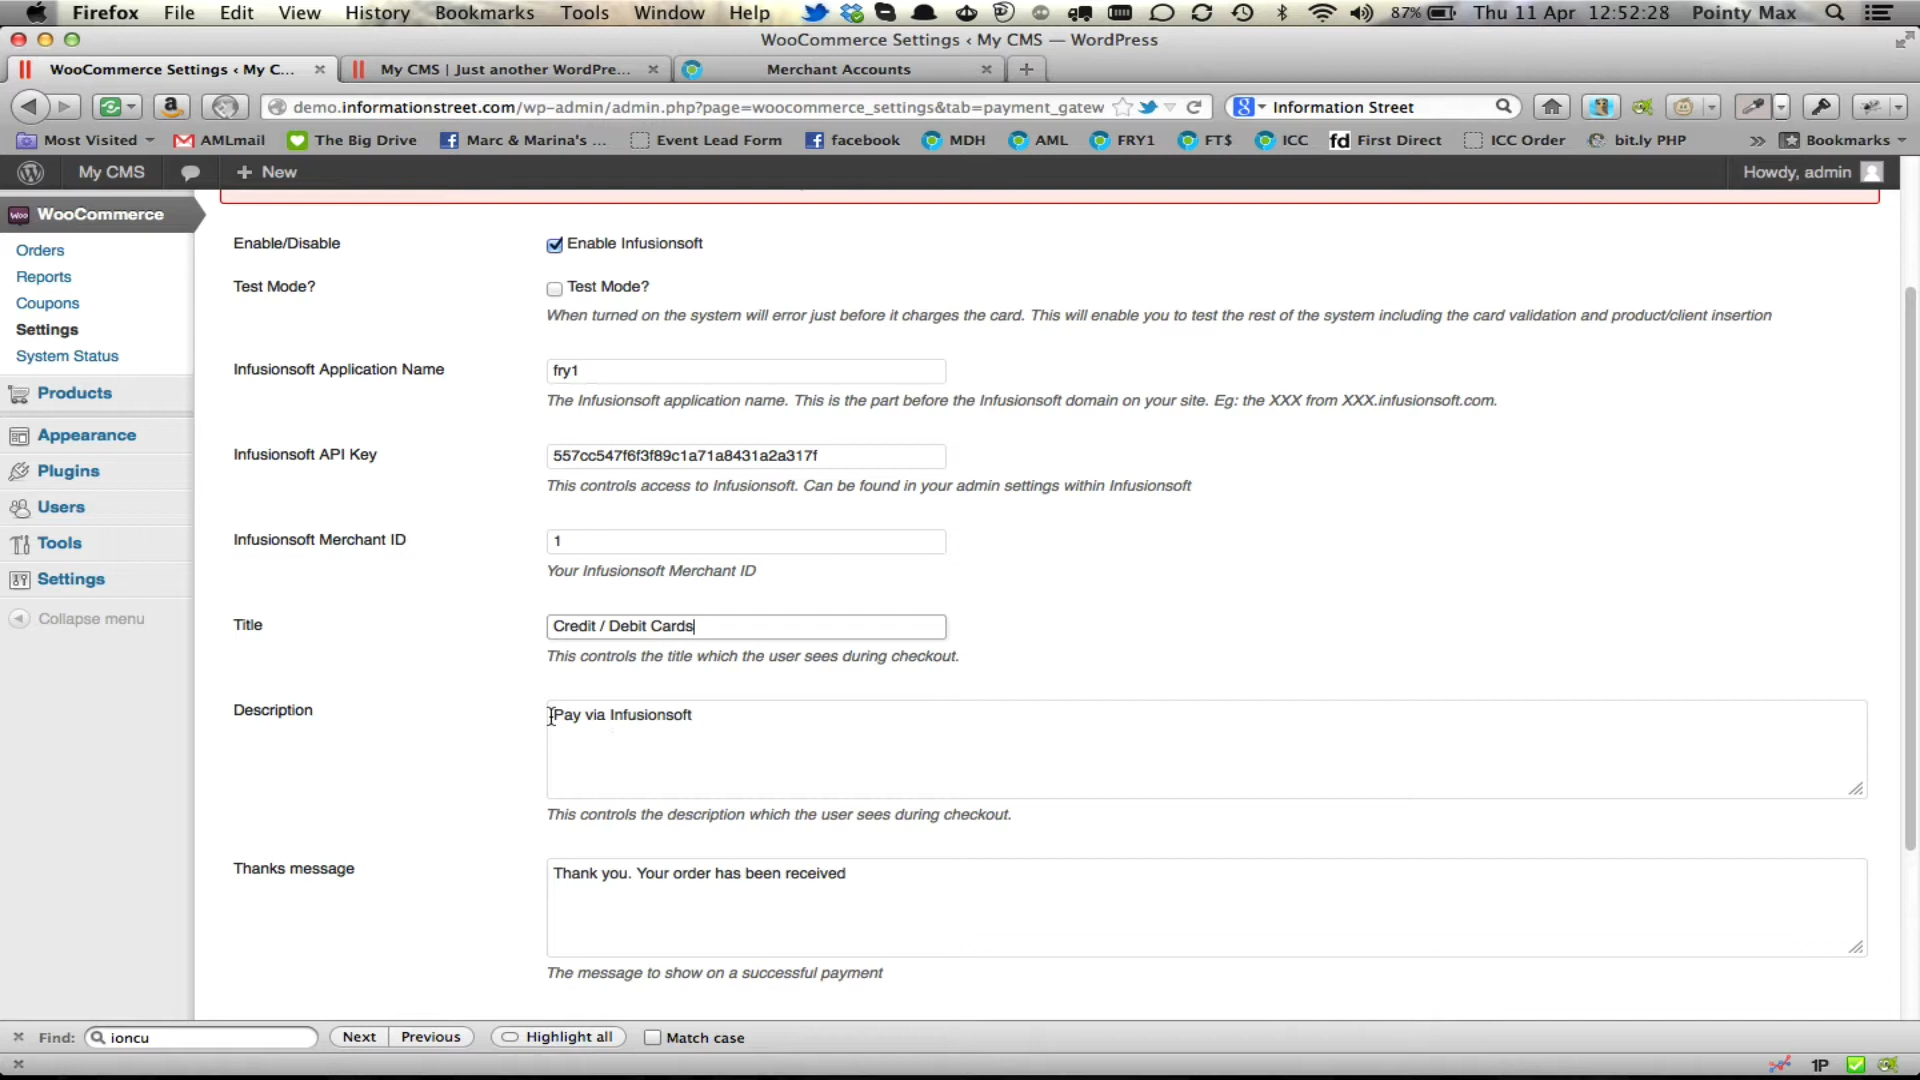 Firefox File Edit View History Bookmarks Tools Window Help 87% Thu 11 Apr 12:52:28 Pointy Max
WooCommerce Settings ‹ My CMS — WordPress
WooCommerce Settings ‹ My C... My CMS | Just another WordPre... Merchant Accounts
demo.informationstreet.com/wp-admin/admin.php?page=woocommerce_settings&tab=payment_gatew Information Street
Most Visited AMLmail The Big Drive Marc & Marina's ... Event Lead Form facebook MDH AML FRY1 FT$ ICC fd First Direct ICC Order bit.ly PHP » Bookmarks
My CMS + New Howdy, admin
WooCommerce
Orders
Reports
Coupons
Settings
System Status
Products
Appearance
Plugins
Users
Tools
Settings
Collapse menu
Enable/Disable Enable Infusionsoft
Test Mode? Test Mode?
When turned on the system will error just before it charges the card. This will enable you to test the rest of the system including the card validation and product/client insertion
Infusionsoft Application Name fry1
The Infusionsoft application name. This is the part before the Infusionsoft domain on your site. Eg: the XXX from XXX.infusionsoft.com.
Infusionsoft API Key 557cc547f6f3f89c1a71a8431a2a317f
This controls access to Infusionsoft. Can be found in your admin settings within Infusionsoft
Infusionsoft Merchant ID 1
Your Infusionsoft Merchant ID
Title Credit / Debit Cards
This controls the title which the user sees during checkout.
Description Pay via Infusionsoft
This controls the description which the user sees during checkout.
Thanks message Thank you. Your order has been received
The message to show on a successful payment
Find: ioncu Next Previous Highlight all Match case
1P